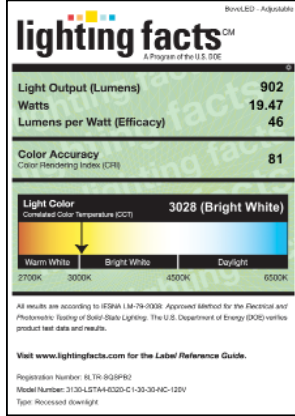 BoveLED - Adjustable
lighting facts CM
A Program of the U.S. DOE
Light Output (Lumens) 902
Watts 19.47
Lumens per Watt (Efficacy) 46
Color Accuracy 81
Color Rendering Index (CRI)
Light Color 3028 (Bright White)
Correlated Color Temperature (CCT)
Warm White Bright White Daylight
2700K 3000K 4500K 6500K
All results are according to IESNA LM-79-2008: Approved Method for the Electrical and
Photometric Testing of Solid-State Lighting. The U.S. Department of Energy (DOE) verifies
product test data and results.
Visit www.lightingfacts.com for the Label Reference Guide.
Registration Number: 8LTR-SQSPB2
Model Number: 3130-LSTA4-6320-C1-30-30-NC-120V
Type: Recessed downlight